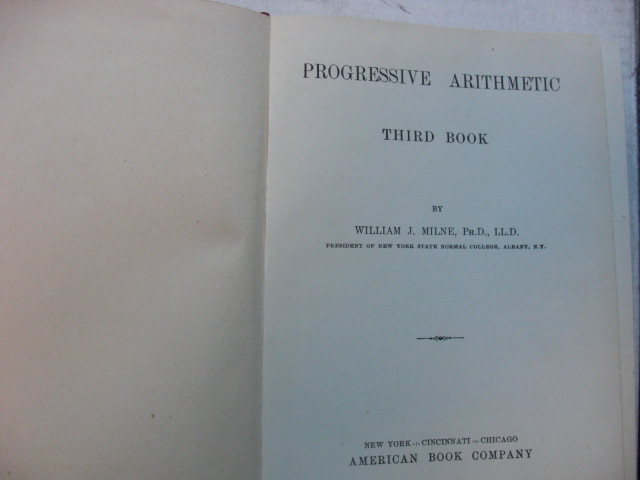 PROGRESSIVE ARITHMETIC
THIRD BOOK
BY
WILLIAM J. MILNE, PH.D., LL.D.
PRESIDENT OF NEW YORK STATE NORMAL COLLEGE, ALBANY, N.Y.
NEW YORK -:- CINCINNATI -:- CHICAGO
AMERICAN BOOK COMPANY